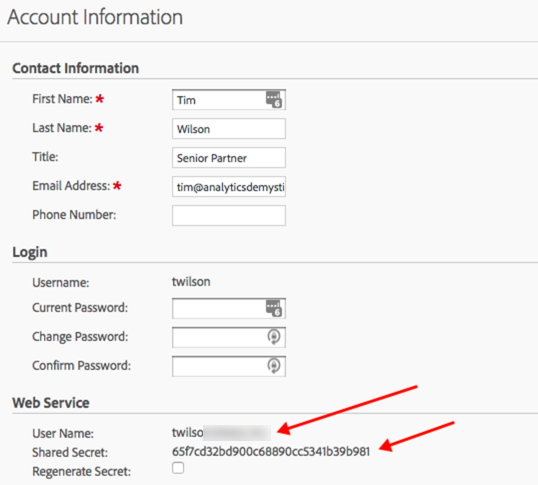 Account Information
Contact Information
First Name: * Tim
Last Name: * Wilson
Title: Senior Partner
Email Address: * tim@analyticsdemysti
Phone Number:
Login
Username: twilson
Current Password:
Change Password:
Confirm Password:
Web Service
User Name: twilso
Shared Secret: 65f7cd32bd900c68890cc5341b39b981
Regenerate Secret: